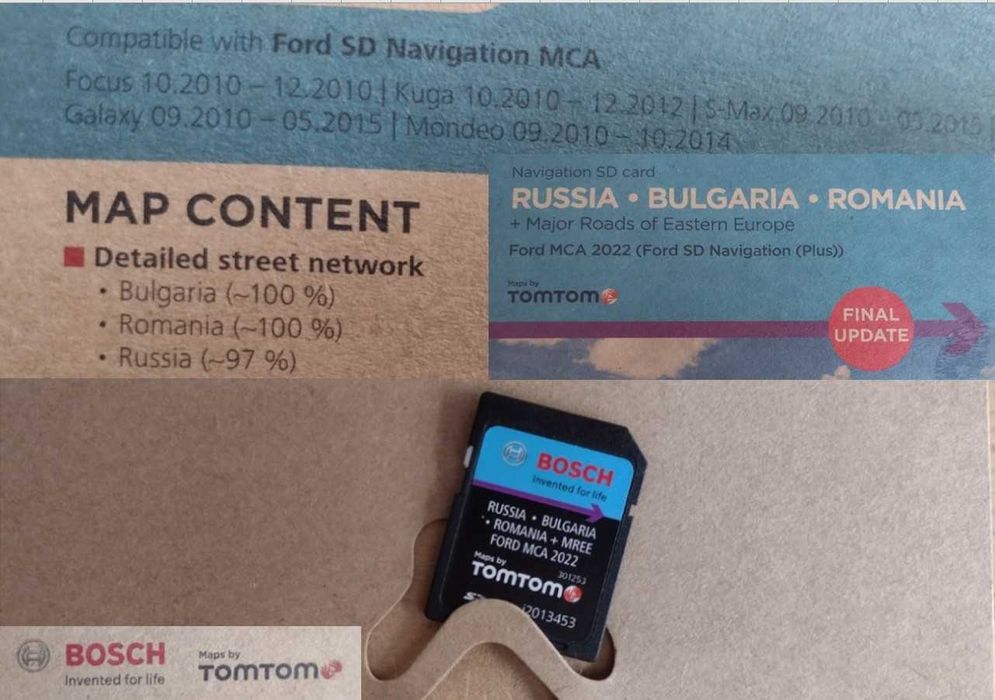 Compatible with Ford SD Navigation MCA
Focus 10.2010 – 12.2010 | Kuga 10.2010 – 12.2012 | S-Max 09.2010 – 05.2015 |
Galaxy 09.2010 – 05.2015 | Mondeo 09.2010 – 10.2014
MAP CONTENT
Detailed street network
• Bulgaria (~100 %)
• Romania (~100 %)
• Russia (~97 %)
Navigation SD card
RUSSIA • BULGARIA • ROMANIA
+ Major Roads of Eastern Europe
Ford MCA 2022 (Ford SD Navigation (Plus))
Maps by
TOMTOM
FINAL
UPDATE
BOSCH
Invented for life
RUSSIA • BULGARIA
• ROMANIA + MREE
FORD MCA 2022
Maps by
301253
TOMTOM
i2013453
BOSCH
Invented for life
Maps by
TOMTOM